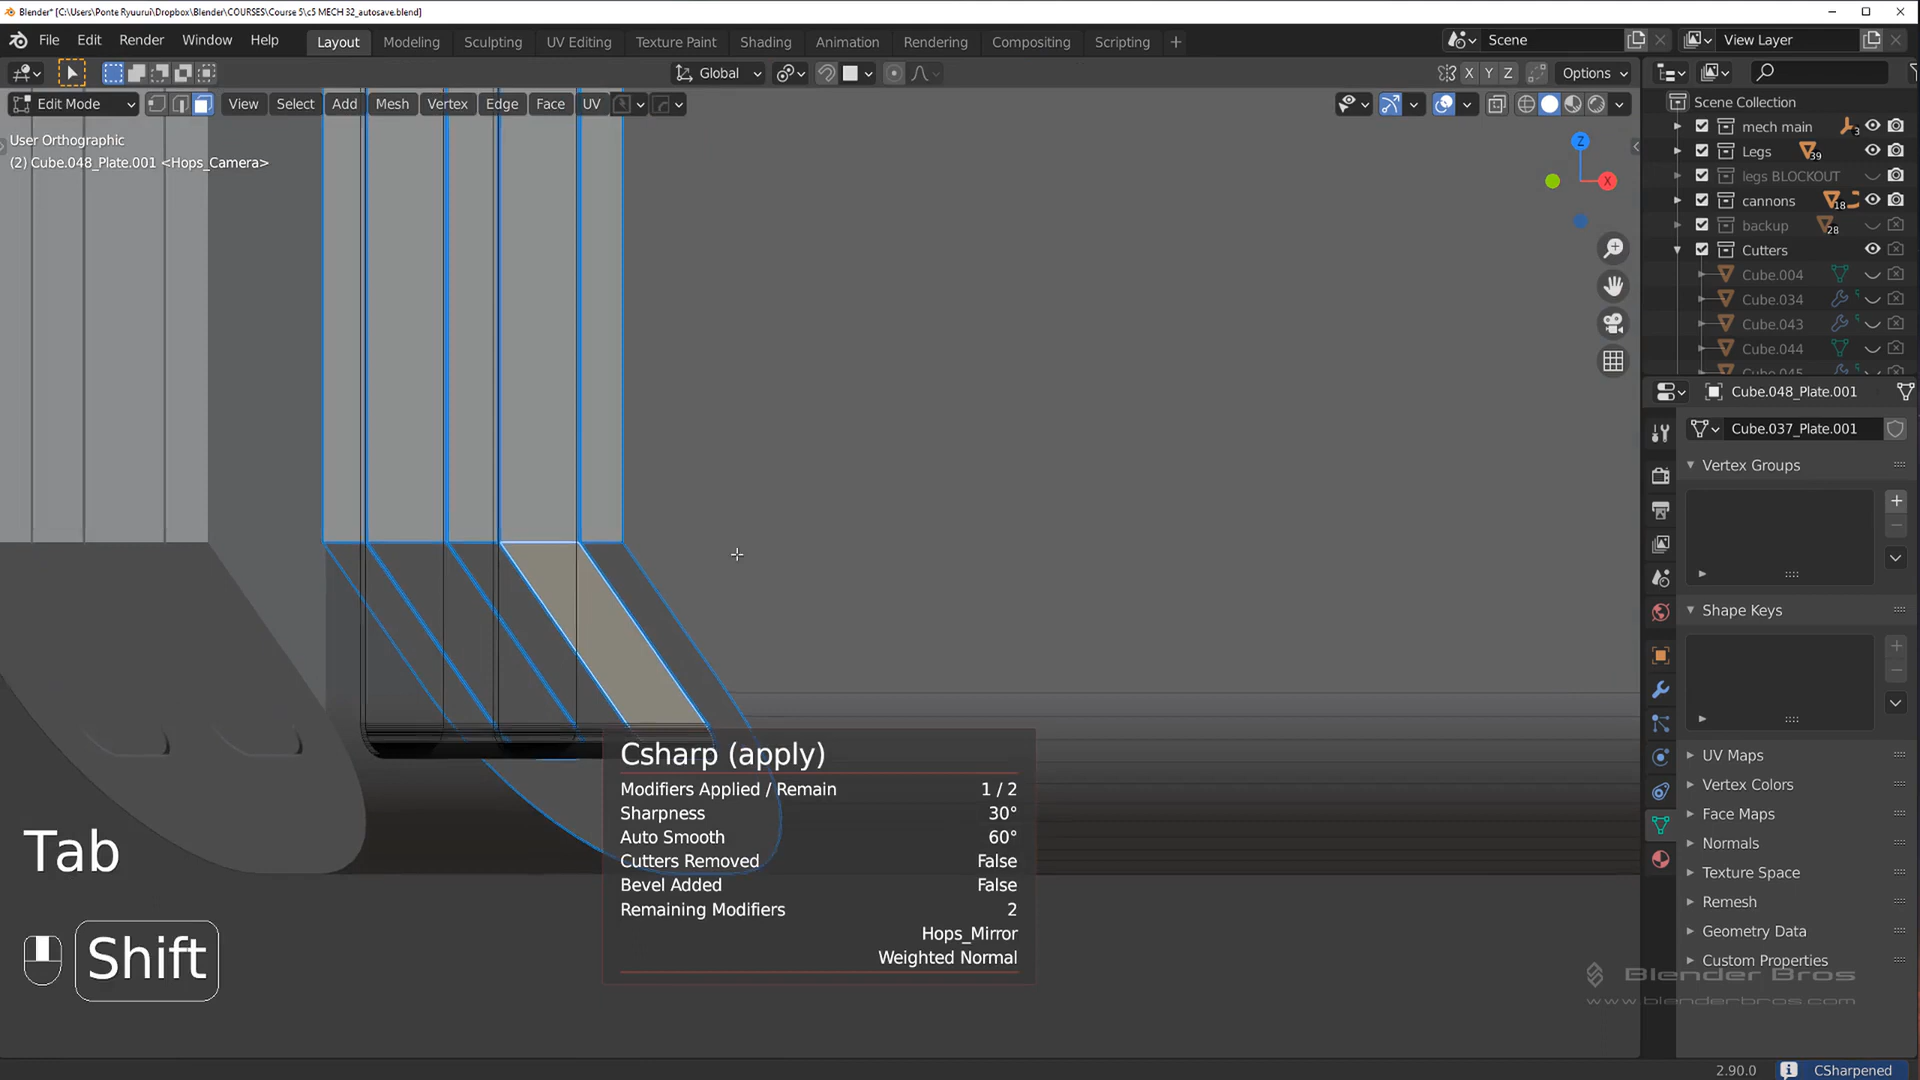 Blender* [C:\Users\Ponte Ryuurui\Dropbox\Blender\COURSES\Course 5\c5 MECH 32_autosave.blend]
File Edit Render Window Help
Layout Modeling Sculpting UV Editing Texture Paint Shading Animation Rendering Compositing Scripting +
Scene
View Layer
Global
X Y Z Options
Edit Mode View Select Add Mesh Vertex Edge Face UV
User Orthographic
(2) Cube.048_Plate.001 <Hops_Camera>
Z
X
Scene Collection
mech main 3
Legs 39
legs BLOCKOUT
cannons 18
backup 28
Cutters
Cube.004
Cube.034
Cube.043
Cube.044
Cube.045
Cube.048_Plate.001
Cube.037_Plate.001
Vertex Groups
Shape Keys
UV Maps
Vertex Colors
Face Maps
Normals
Texture Space
Remesh
Geometry Data
Custom Properties
Csharp (apply)
Modifiers Applied / Remain 1 / 2
Sharpness 30°
Auto Smooth 60°
Cutters Removed False
Bevel Added False
Remaining Modifiers 2
Hops_Mirror
Weighted Normal
Tab
Shift
Blender Bros
www.blenderbros.com
2.90.0 CSharpened